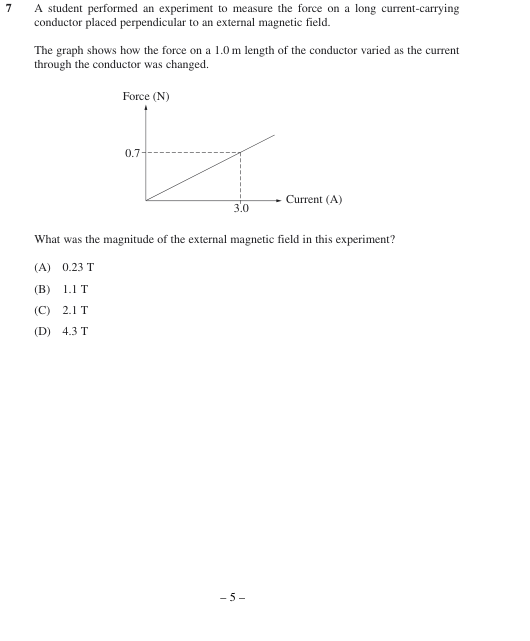 7 A student performed an experiment to measure the force on a long current-carrying
conductor placed perpendicular to an external magnetic field.
The graph shows how the force on a 1.0 m length of the conductor varied as the current
through the conductor was changed.
Force (N)
0.7
Current (A)
3.0
What was the magnitude of the external magnetic field in this experiment?
(A) 0.23 T
(B) 1.1 T
(C) 2.1 T
(D) 4.3 T
– 5 –